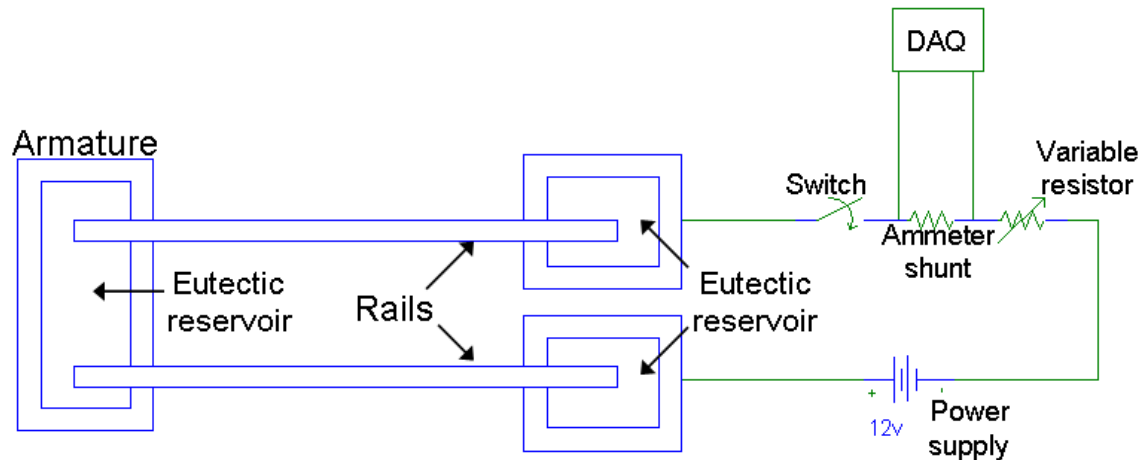 DAQ
Armature
Variable
resistor
Switch
Ammeter
shunt
Eutectic
reservoir
Rails
Eutectic
reservoir
+
-
12v
Power
supply